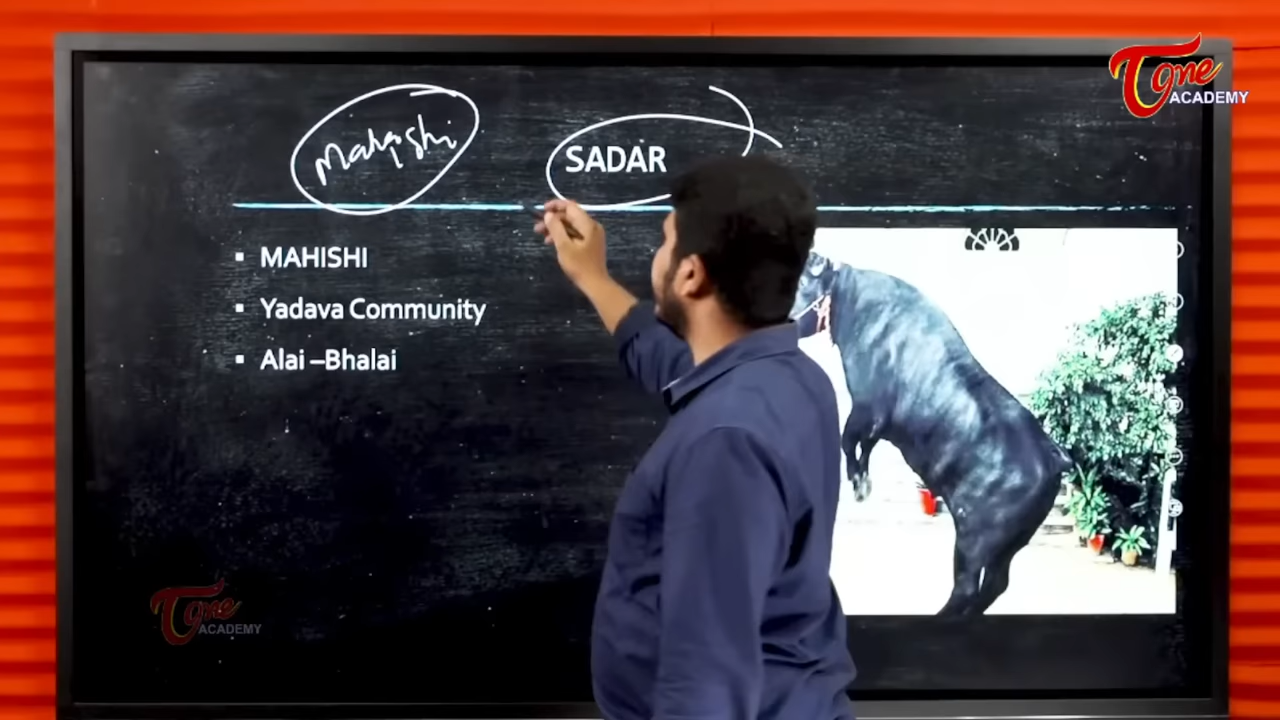 Tone
ACADEMY
Mahishi
SADAR
▪ MAHISHI
▪ Yadava Community
▪ Alai –Bhalai
Tone
ACADEMY